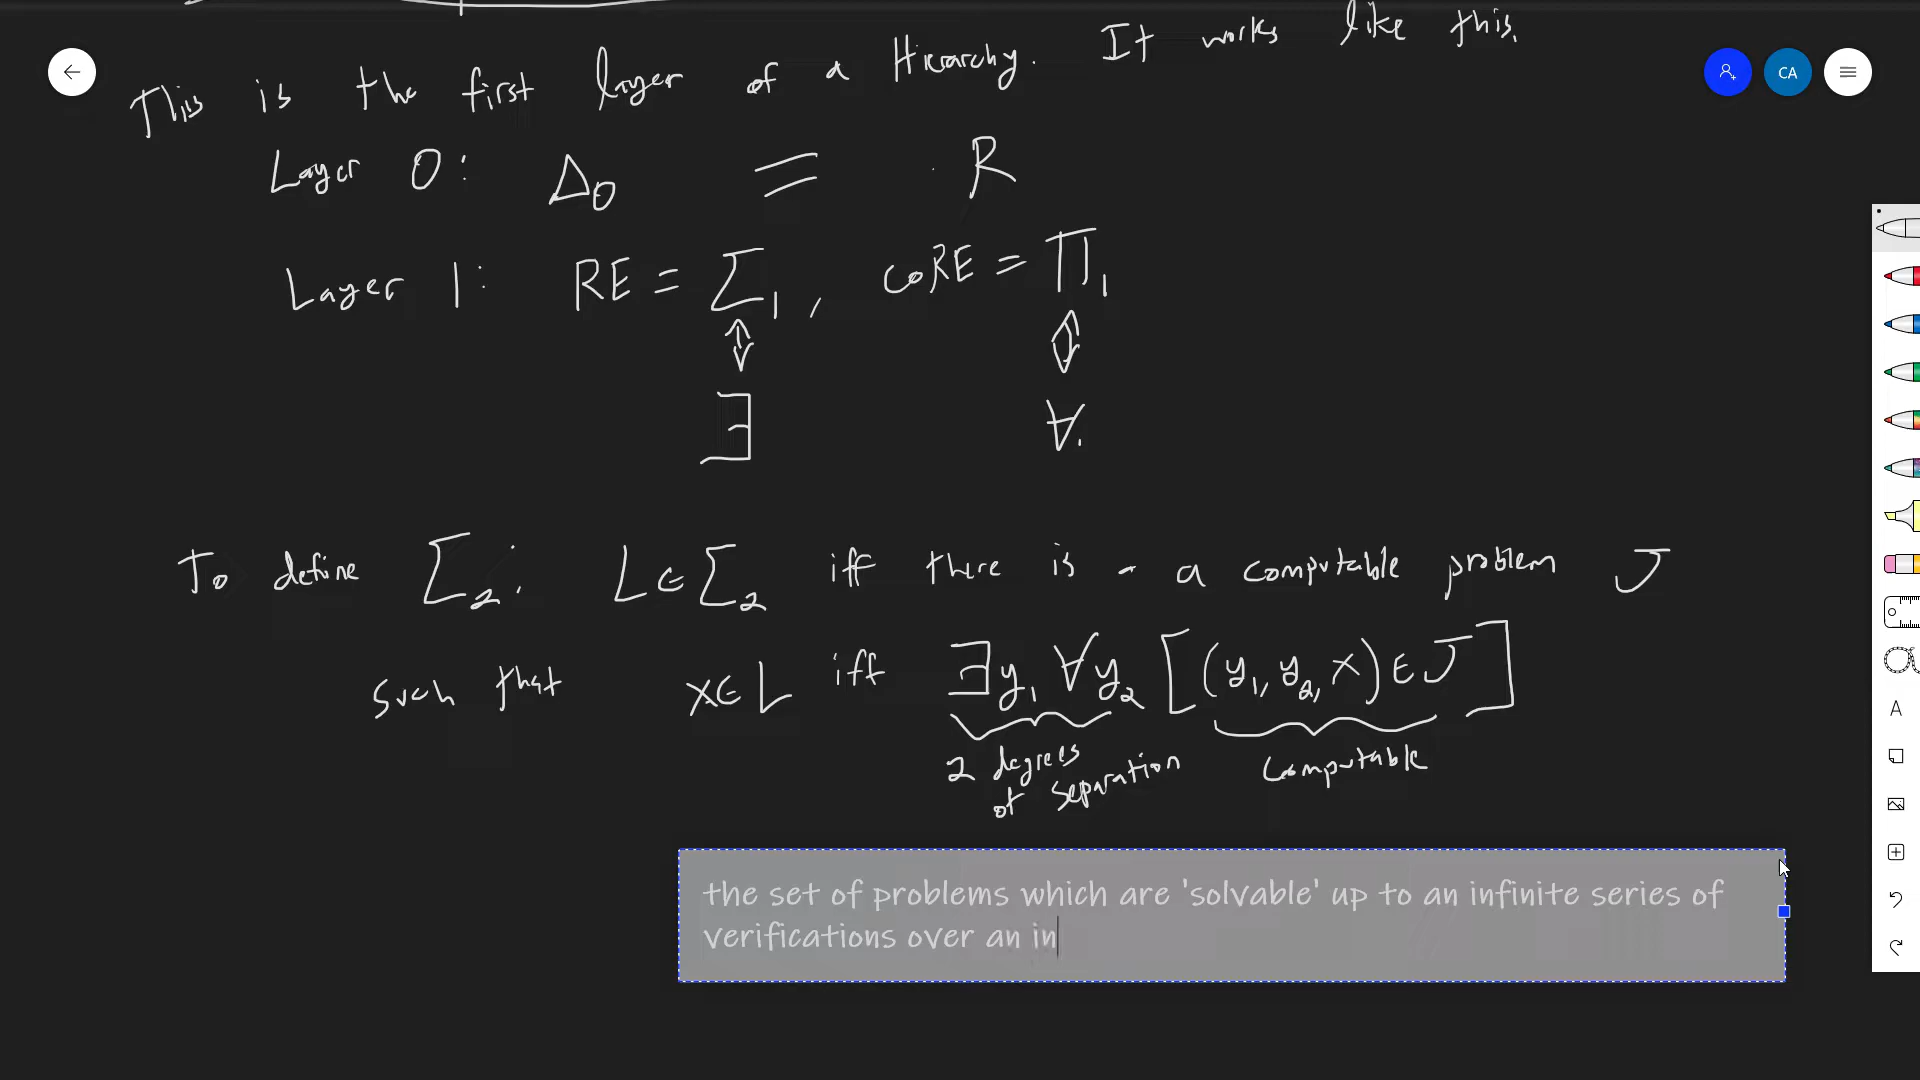 This is the first layer of a Hierarchy. It works like this.
CA
Layer 0: Δ₀ = R
Layer 1: RE = Σ₁, coRE = Π₁
∃ ∀.
To define Σ₂: L ∈ Σ₂ iff there is - a computable problem J
such that x ∈ L iff ∃y₁ ∀y₂ [(y₁, y₂, x) ∈ J]
2 degrees of separation computable
the set of problems which are 'solvable' up to an infinite series of
verifications over an in
A